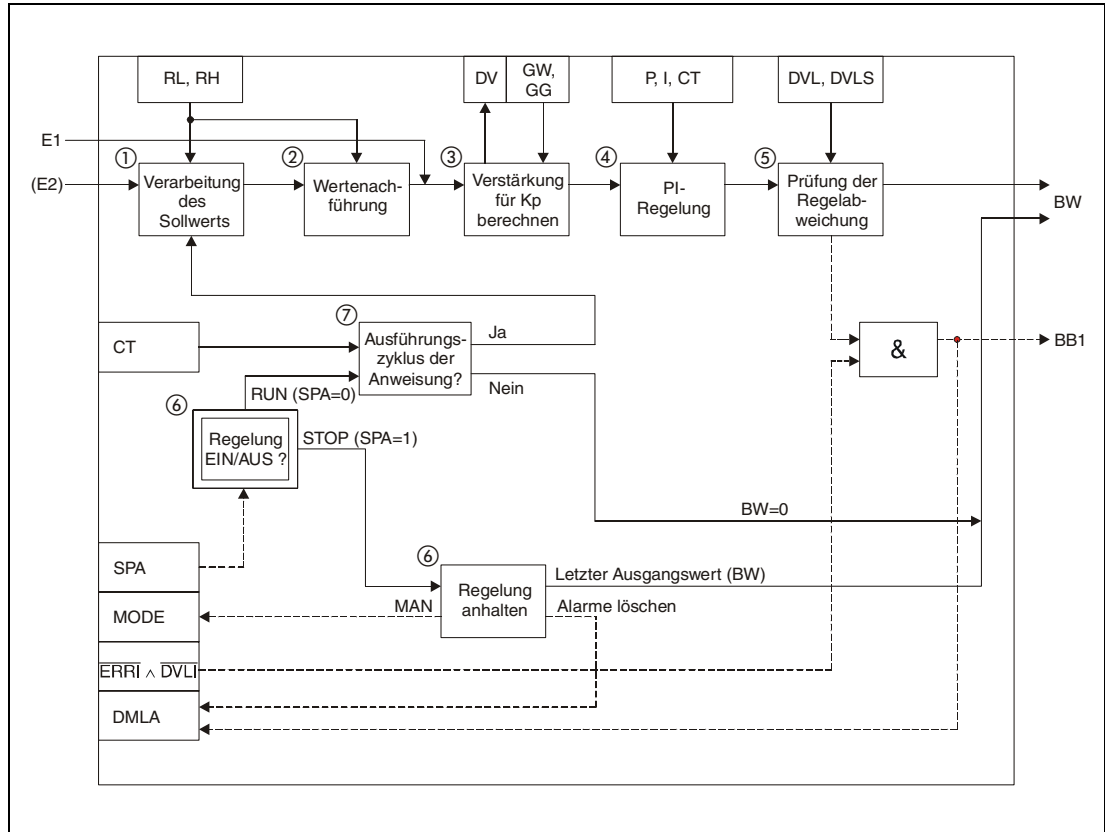 RL, RH
DV
GW,
GG
P, I, CT
DVL, DVLS
E1
(E2)
①
Verarbeitung
des
Sollwerts
②
Wertenach-
führung
③
Verstärkung
für Kp
berechnen
④
PI-
Regelung
⑤
Prüfung der
Regelab-
weichung
BW
CT
⑦
Ausführungs-
zyklus der
Anweisung?
Ja
Nein
&
BB1
RUN (SPA=0)
⑥
Regelung
EIN/AUS ?
STOP (SPA=1)
BW=0
SPA
MODE
E̅R̅R̅I̅ ∧ D̅V̅L̅I̅
DMLA
⑥
Regelung
anhalten
MAN
Letzter Ausgangswert (BW)
Alarme löschen